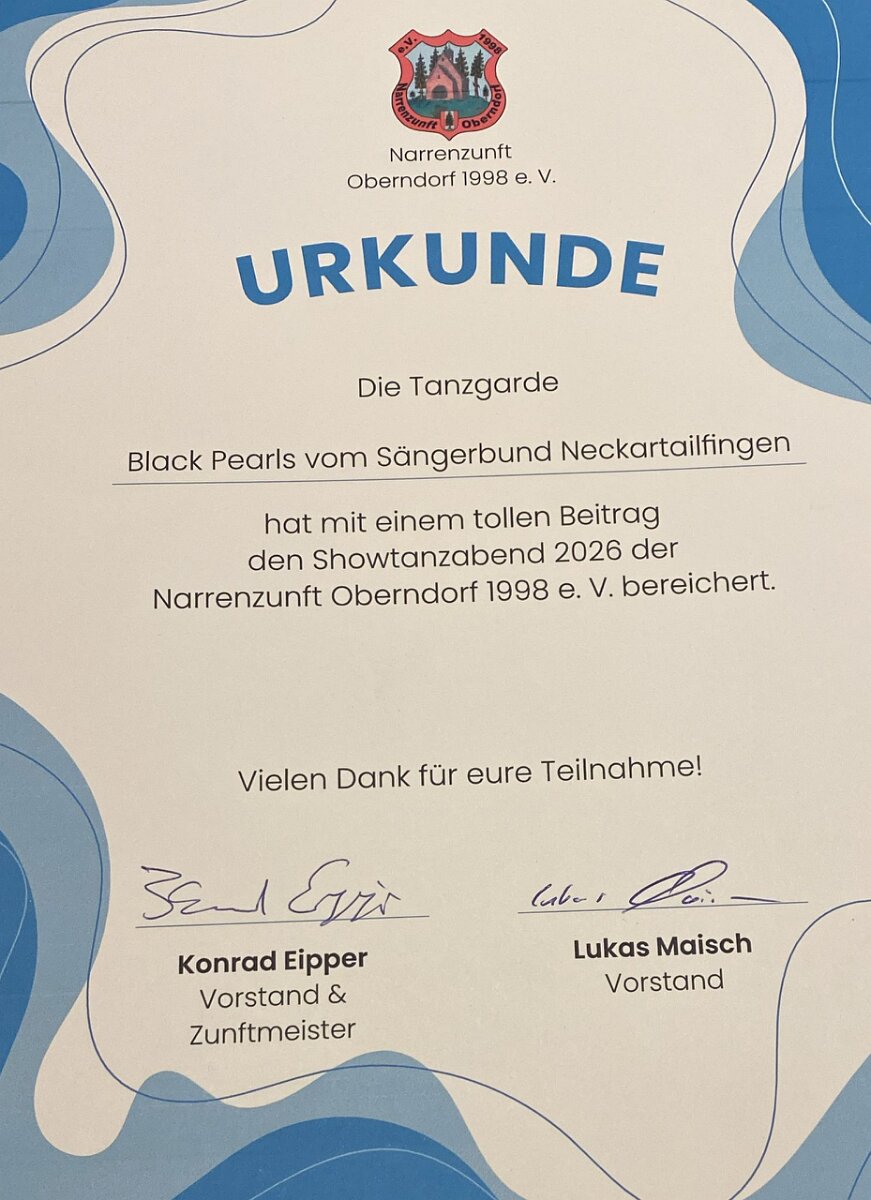 e.V. 1998
Narrenzunft Oberndorf
Narrenzunft
Oberndorf 1998 e. V.
URKUNDE
Die Tanzgarde
Black Pearls vom Sängerbund Neckartailfingen
hat mit einem tollen Beitrag
den Showtanzabend 2026 der
Narrenzunft Oberndorf 1998 e. V. bereichert.
Vielen Dank für eure Teilnahme!
Konrad Eipper
Vorstand &
Zunftmeister
Lukas Maisch
Vorstand